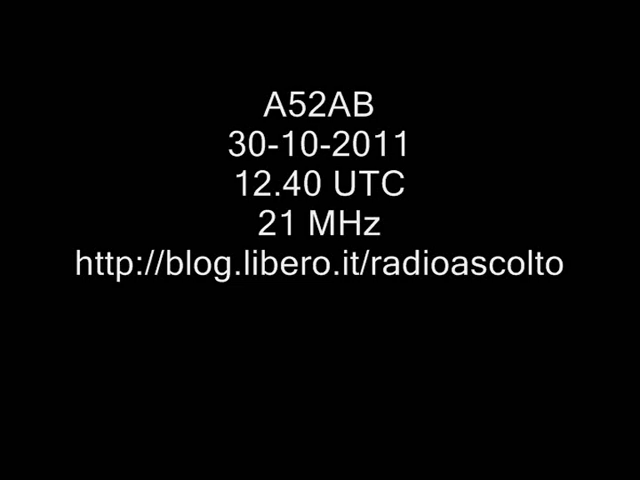 A52AB
30-10-2011
12.40 UTC
21 MHz
http://blog.libero.it/radioascolto